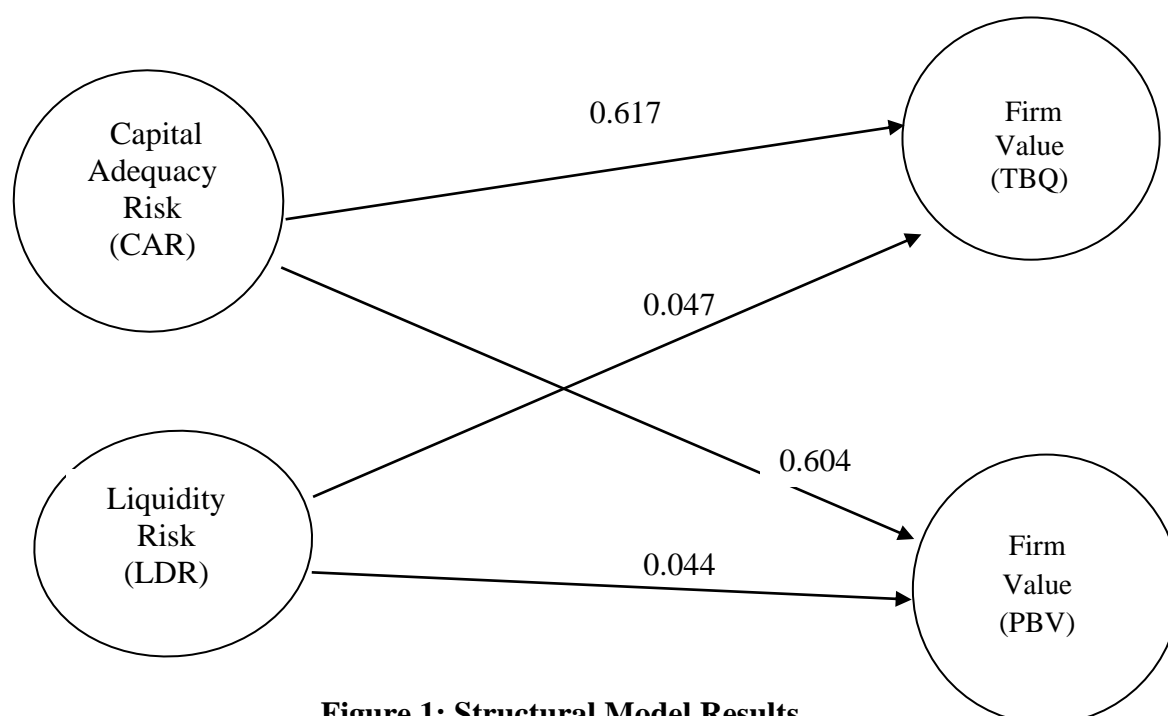 Capital
Adequacy
Risk
(CAR)
0.617
Firm
Value
(TBQ)
0.047
0.604
Liquidity
Risk
(LDR)
0.044
Firm
Value
(PBV)
Figure 1: Structural Model Results